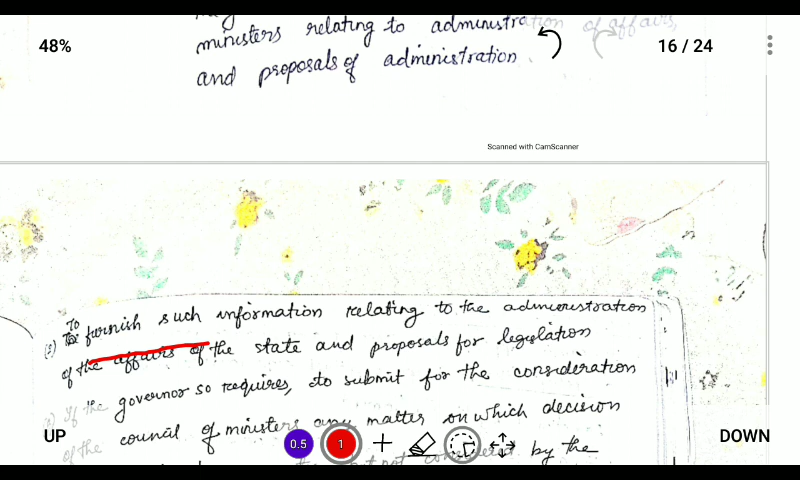 48%
16 / 24
ministers relating to administration of affairs,
and proposals of administration
Scanned with CamScanner
To
(B) furnish such information relating to the administration
of the affairs of the state and proposals for legislation
If the governor so requires, to submit for the consideration
of the council of ministers any matter on which decision
but not considered by the
UP
0.5
1
DOWN